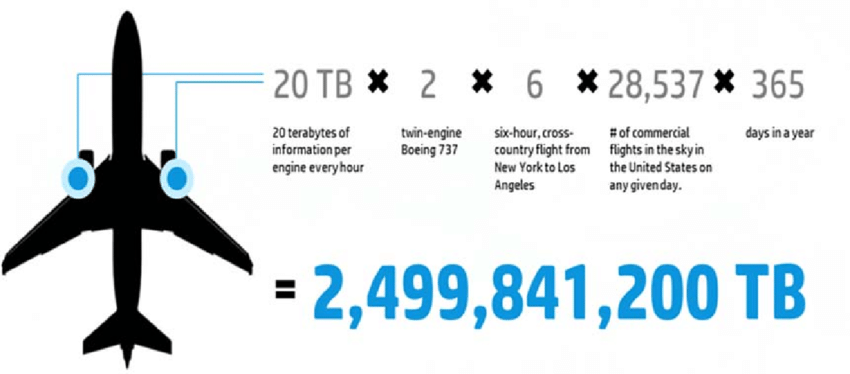 20 TB ✖ 2 ✖ 6 ✖ 28,537 ✖ 365
20 terabytes of
information per
engine every hour
twin-engine
Boeing 737
six-hour, cross-
country flight from
New York to Los
Angeles
# of commercial
flights in the sky in
the United States on
any given day.
days in a year
= 2,499,841,200 TB